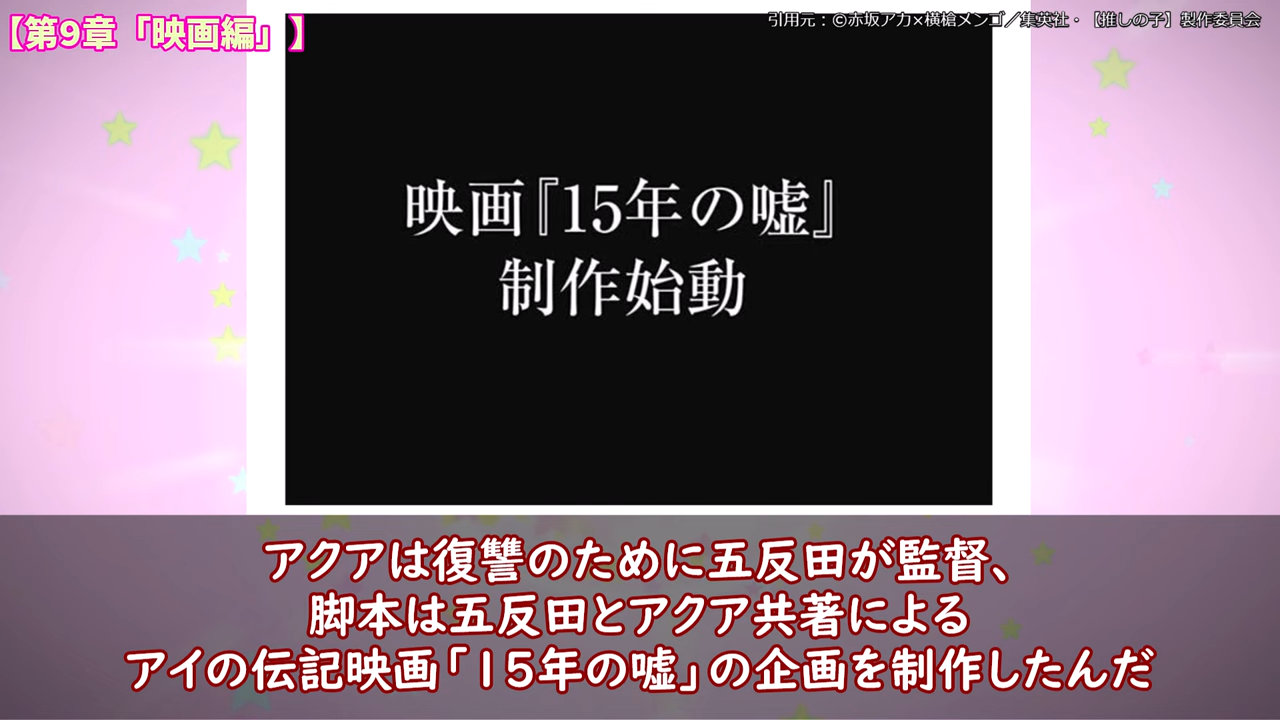 【第9章「映画編」】
引用元：©赤坂アカ×横槍メンゴ／集英社・【推しの子】製作委員会
映画『15年の嘘』
制作始動
アクアは復讐のために五反田が監督、
脚本は五反田とアクア共著による
アイの伝記映画「１５年の嘘」の企画を制作したんだ